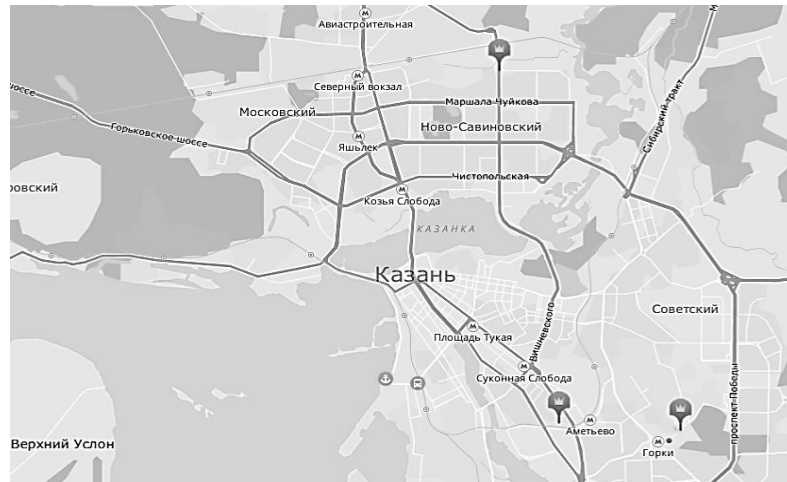 Авиастроительная
М
Северный вокзал
шоссе
Маршала Чуйкова
Московский
Горьковское шоссе
Ново-Савиновский
Сибирский тракт
Яшьлек
Чистопольская
ровский
Козья Слобода
КАЗАНКА
Казань
Советский
Вишневского
Площадь Тукая
Суконная Слобода
проспект Победы
Аметьево
Верхний Услон
Горки